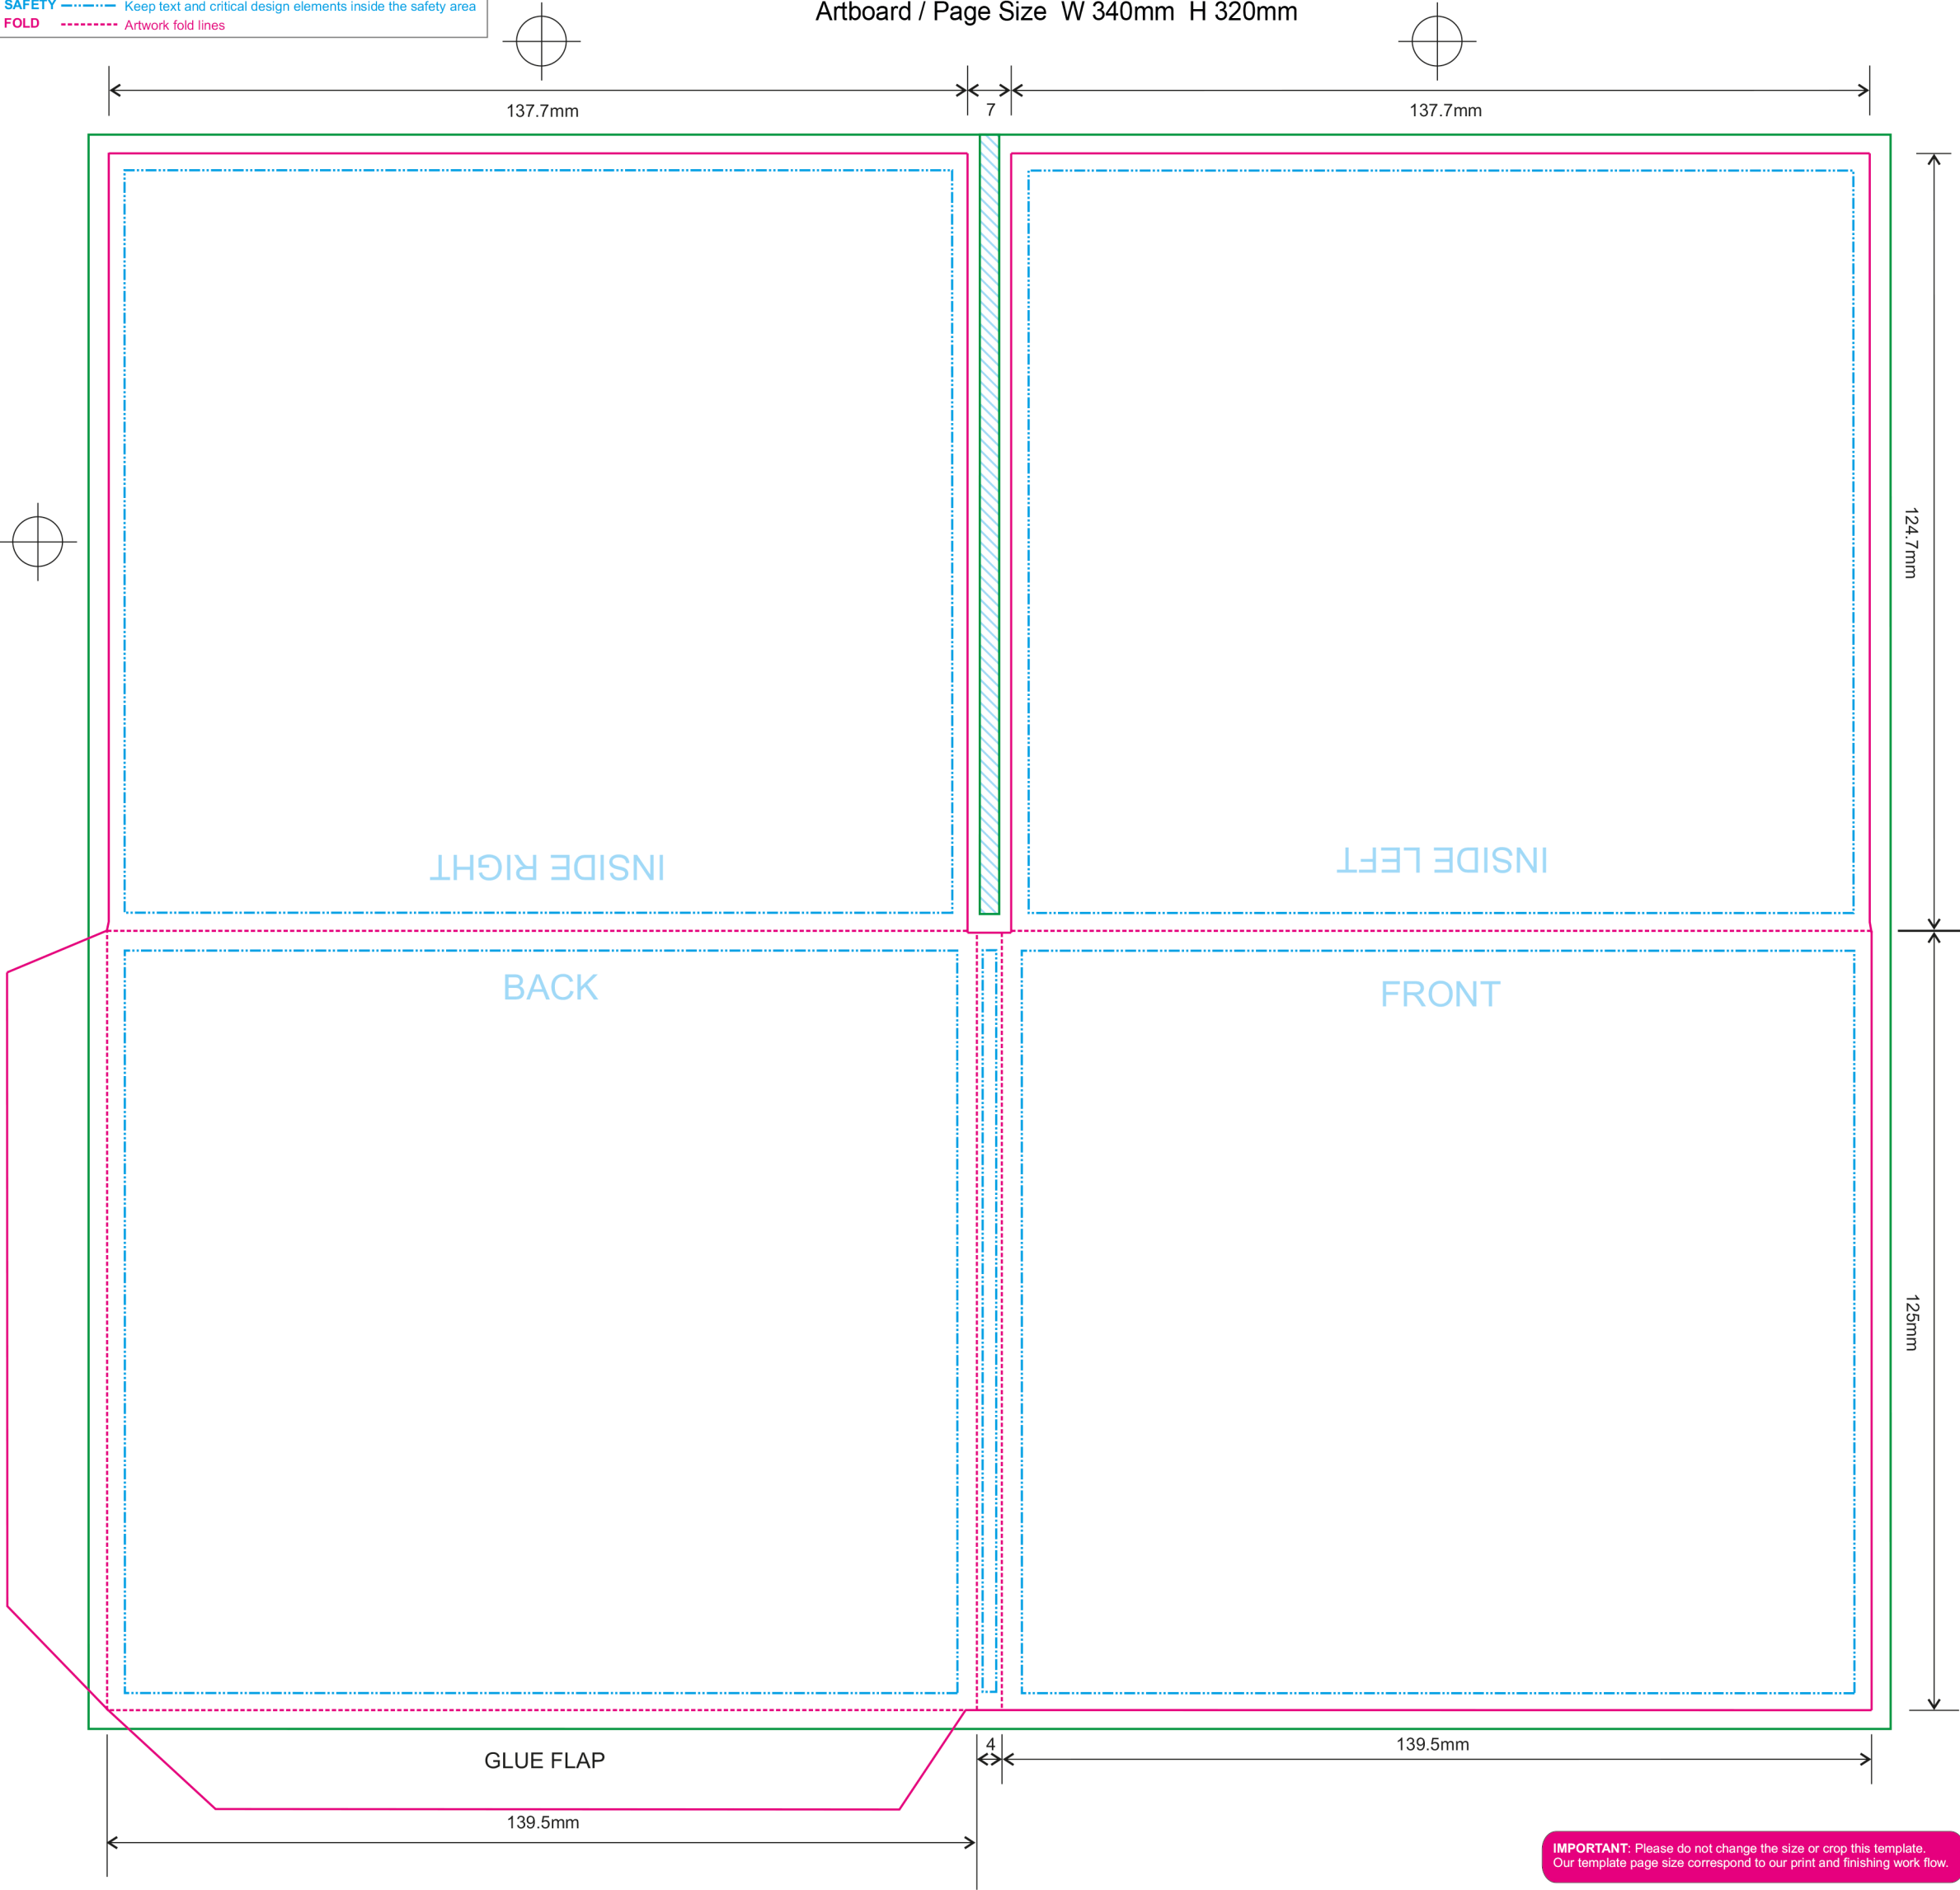 SAFETY Keep text and critical design elements inside the safety area
FOLD Artwork fold lines
Artboard / Page Size W 340mm H 320mm
137.7mm
7
137.7mm
124.7mm
INSIDE RIGHT
INSIDE LEFT
BACK
FRONT
125mm
4
139.5mm
GLUE FLAP
139.5mm
IMPORTANT: Please do not change the size or crop this template.
Our template page size correspond to our print and finishing work flow.